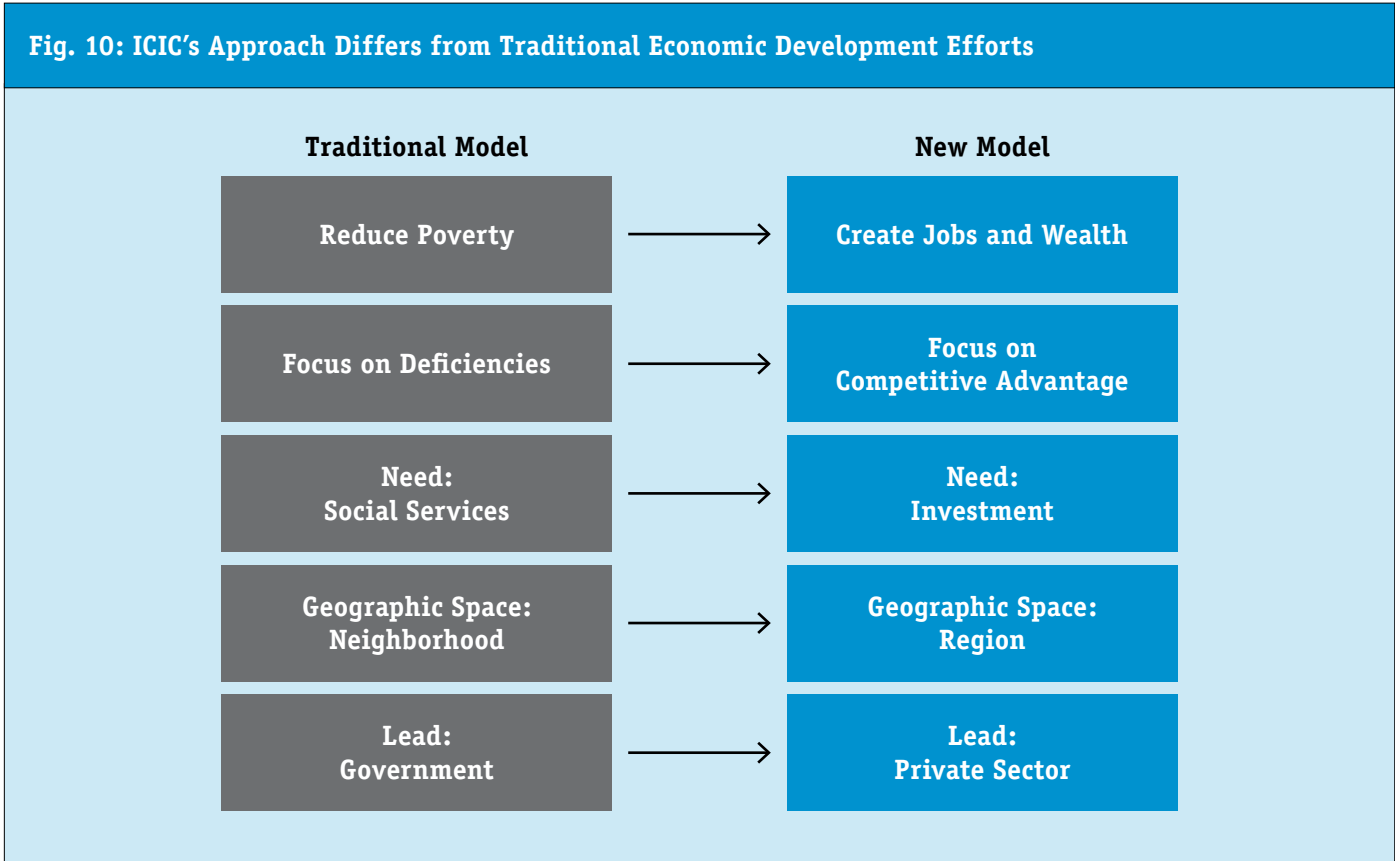 Fig. 10: ICIC’s Approach Differs from Traditional Economic Development Efforts
Traditional Model
New Model
Reduce Poverty
Create Jobs and Wealth
Focus on Deficiencies
Focus on
Competitive Advantage
Need:
Social Services
Need:
Investment
Geographic Space:
Neighborhood
Geographic Space:
Region
Lead:
Government
Lead:
Private Sector